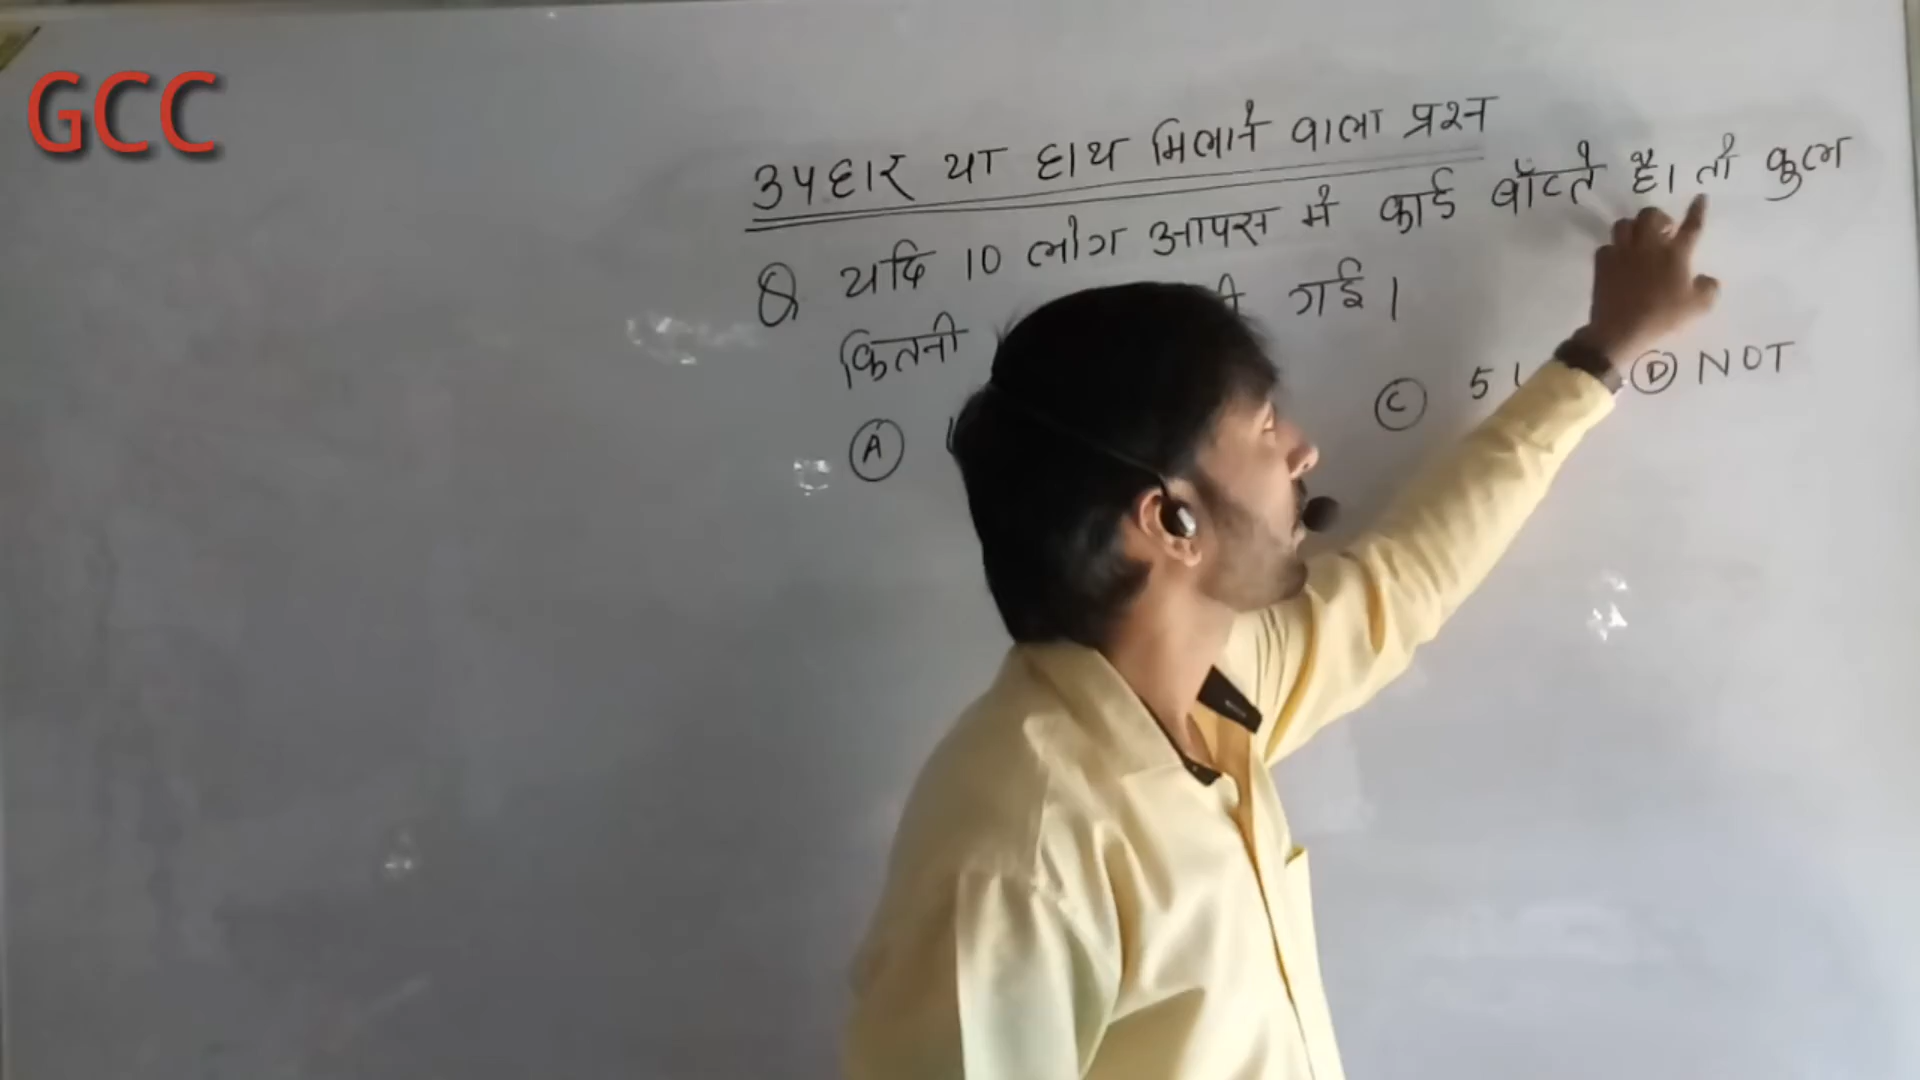 GCC
उपहार या हाथ मिलाने वाला प्रश्न
Q यदि 10 लोग आपस में कार्ड बाँटते है। तो कुल
कितनी गई।
A C 5 D NOT